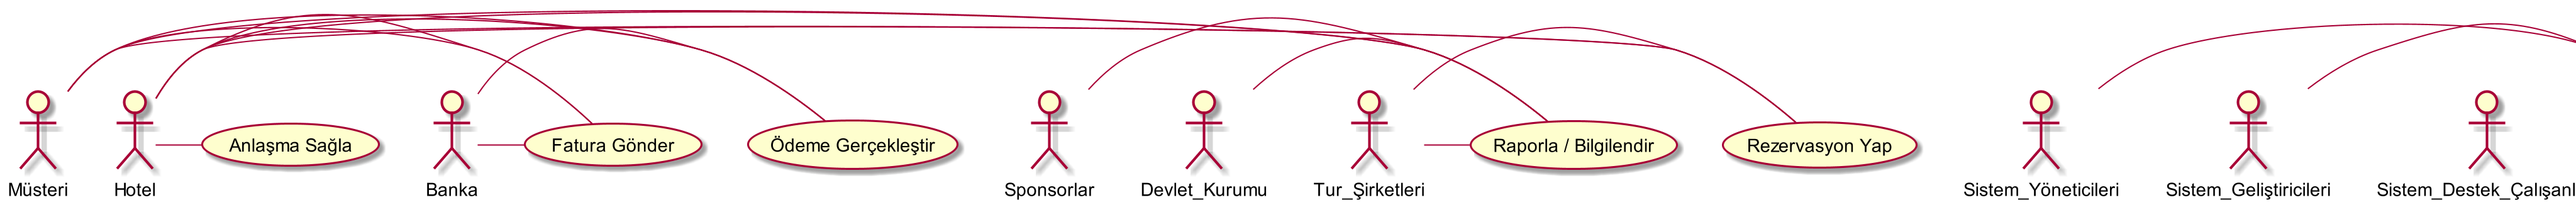 Anlaşma Sağla
Fatura Gönder
Ödeme Gerçekleştir
Raporla / Bilgilendir
Rezervasyon Yap
Müsteri
Hotel
Banka
Sponsorlar
Devlet_Kurumu
Tur_Şirketleri
Sistem_Yöneticileri
Sistem_Geliştiricileri
Sistem_Destek_Çalışanl